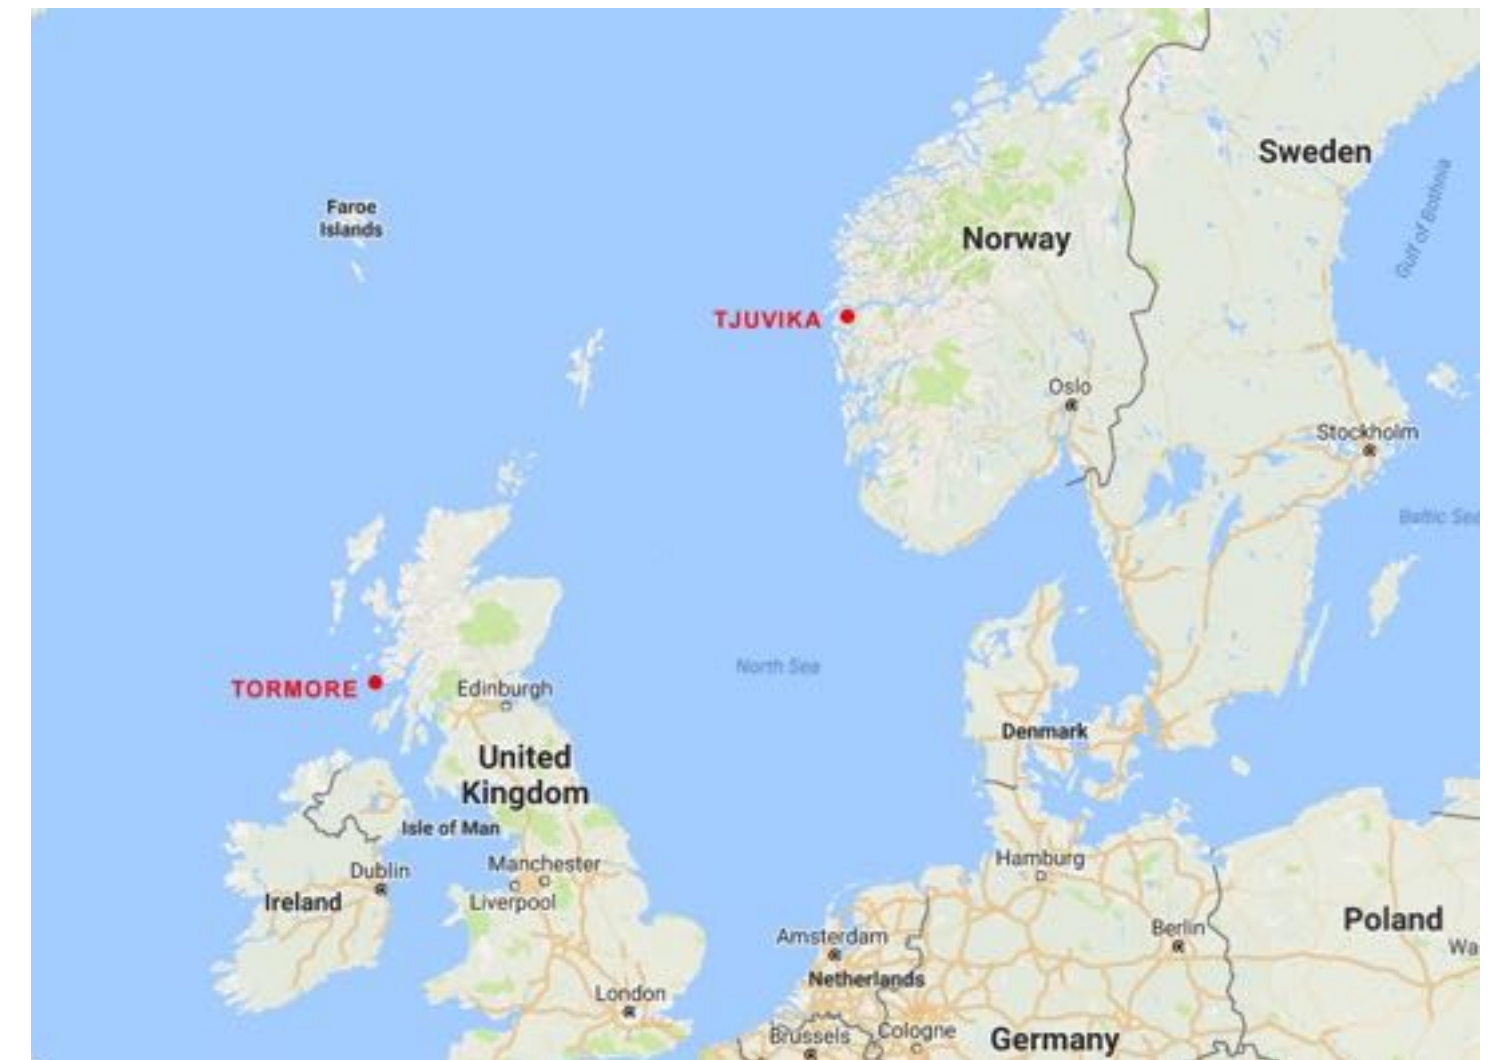 Sweden
Gulf of Bothnia
Faroe
Islands
Norway
TJUVIKA
Oslo
Stockholm
Baltic Sea
North Sea
TORMORE
Edinburgh
Denmark
United
Kingdom
Isle of Man
Hamburg
Manchester
Dublin
Liverpool
Ireland
Poland
Berlin
Amsterdam
Wa
Netherlands
London
Brussels
Cologne
Germany